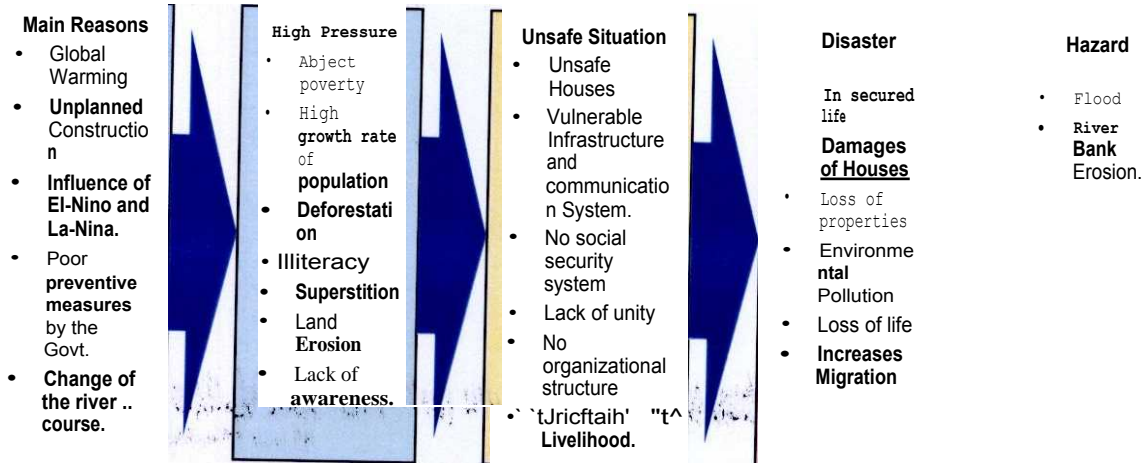 Main Reasons
• Global
Warming
• Unplanned
Constructio
n
• Influence of
El-Nino and
La-Nina.
• Poor
preventive
measures
by the
Govt.
• Change of
the river ..
course.
High Pressure
• Abject
poverty
• High
growth rate
of
population
• Deforestati
on
• Illiteracy
• Superstition
• Land
Erosion
• Lack of
awareness.
Unsafe Situation
• Unsafe
Houses
• Vulnerable
Infrastructure
and
communicatio
n System.
• No social
security
system
• Lack of unity
• No
organizational
structure
• ` `tJricftaih' "t^
Livelihood.
Disaster
In secured
life
Damages
of Houses
• Loss of
properties
• Environme
ntal
Pollution
• Loss of life
• Increases
Migration
Hazard
• Flood
• River
Bank
Erosion.